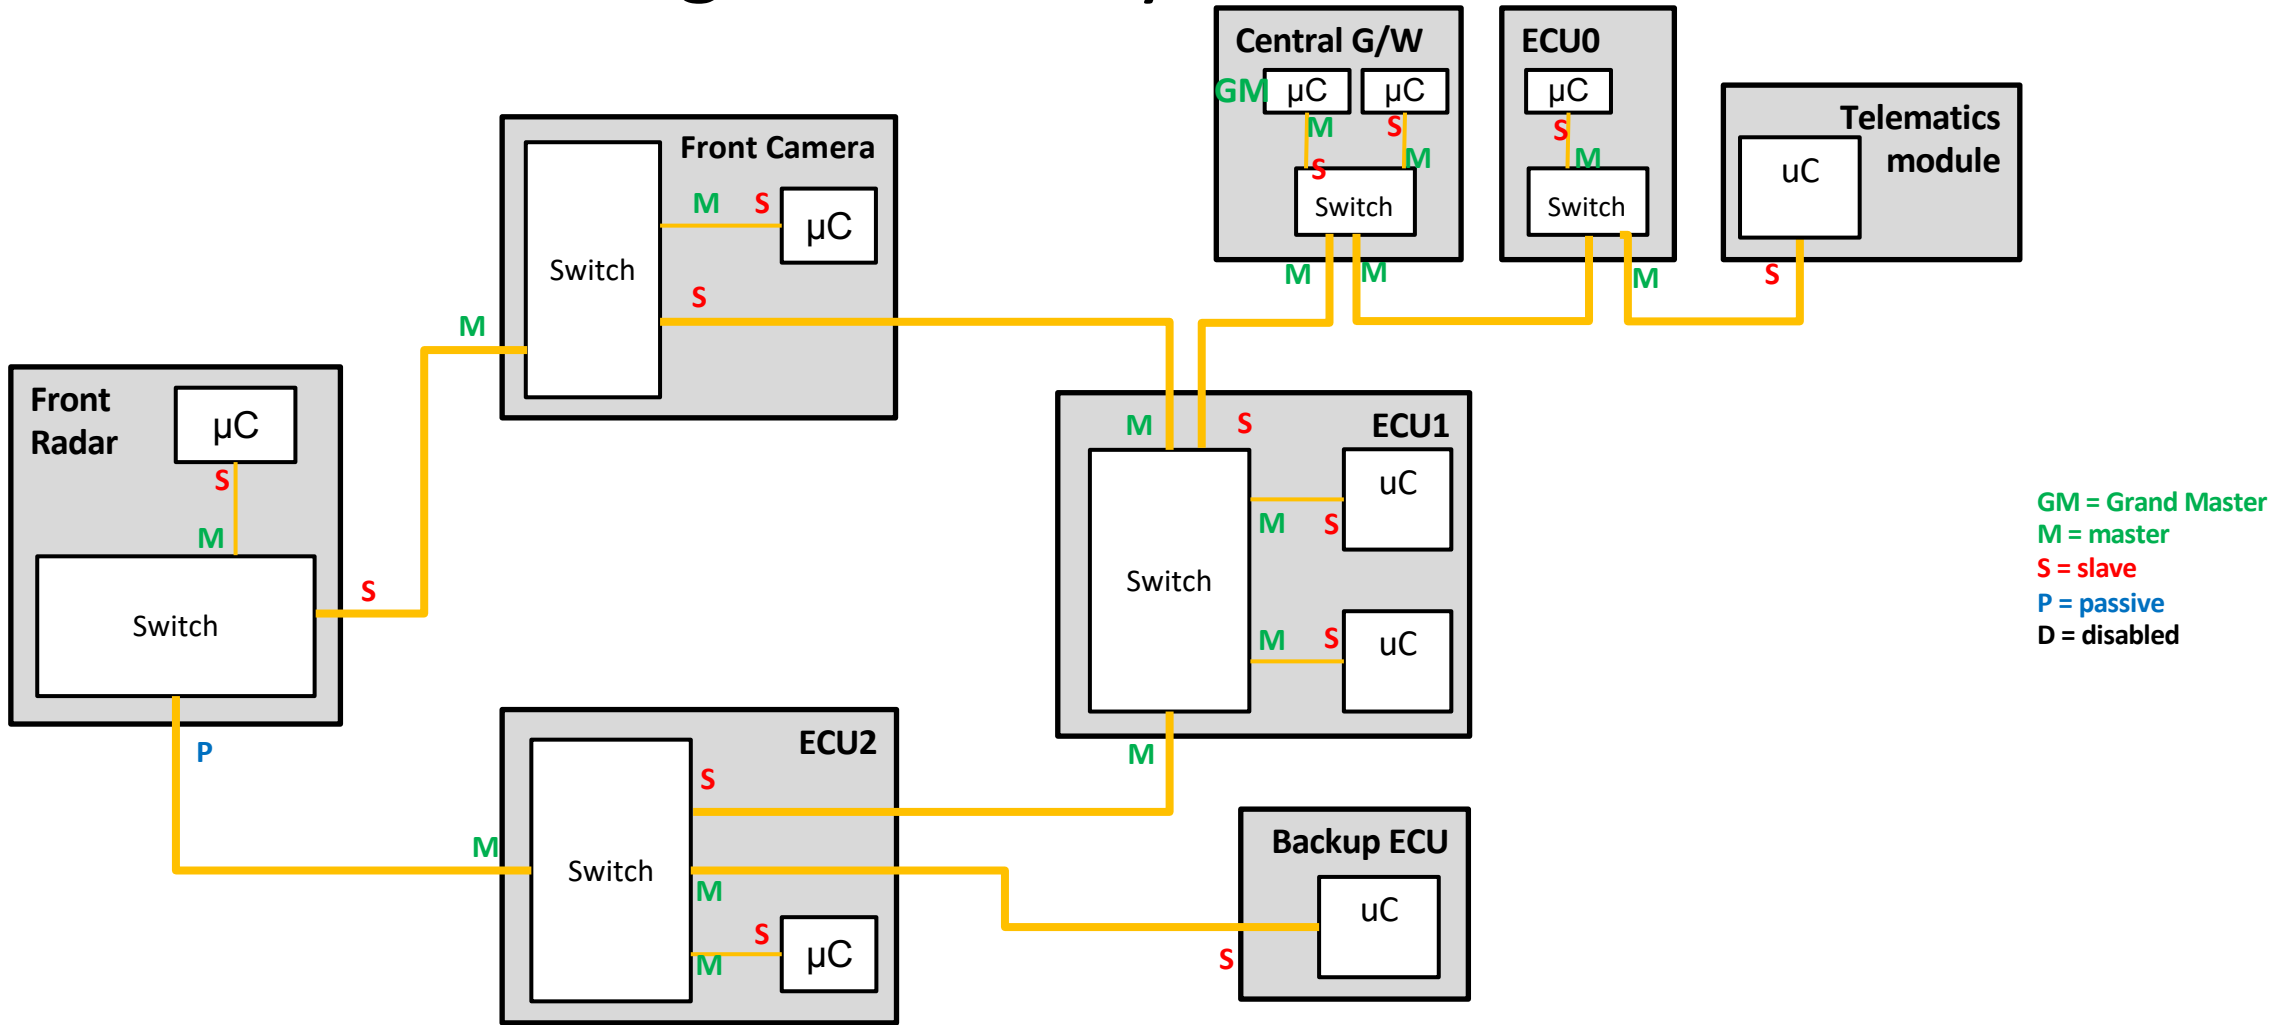 Central G/W
GM
µC
µC
M
S
S
M
Switch
M
M
ECU0
µC
S
M
Switch
M
Telematics
module
uC
S
Front Camera
Switch
M
S
µC
S
M
Front
Radar
µC
S
M
Switch
S
P
ECU1
M
S
uC
M
S
Switch
M
S
uC
M
ECU2
S
M
Switch
M
S
M
µC
Backup ECU
uC
S
GM = Grand Master
M = master
S = slave
P = passive
D = disabled